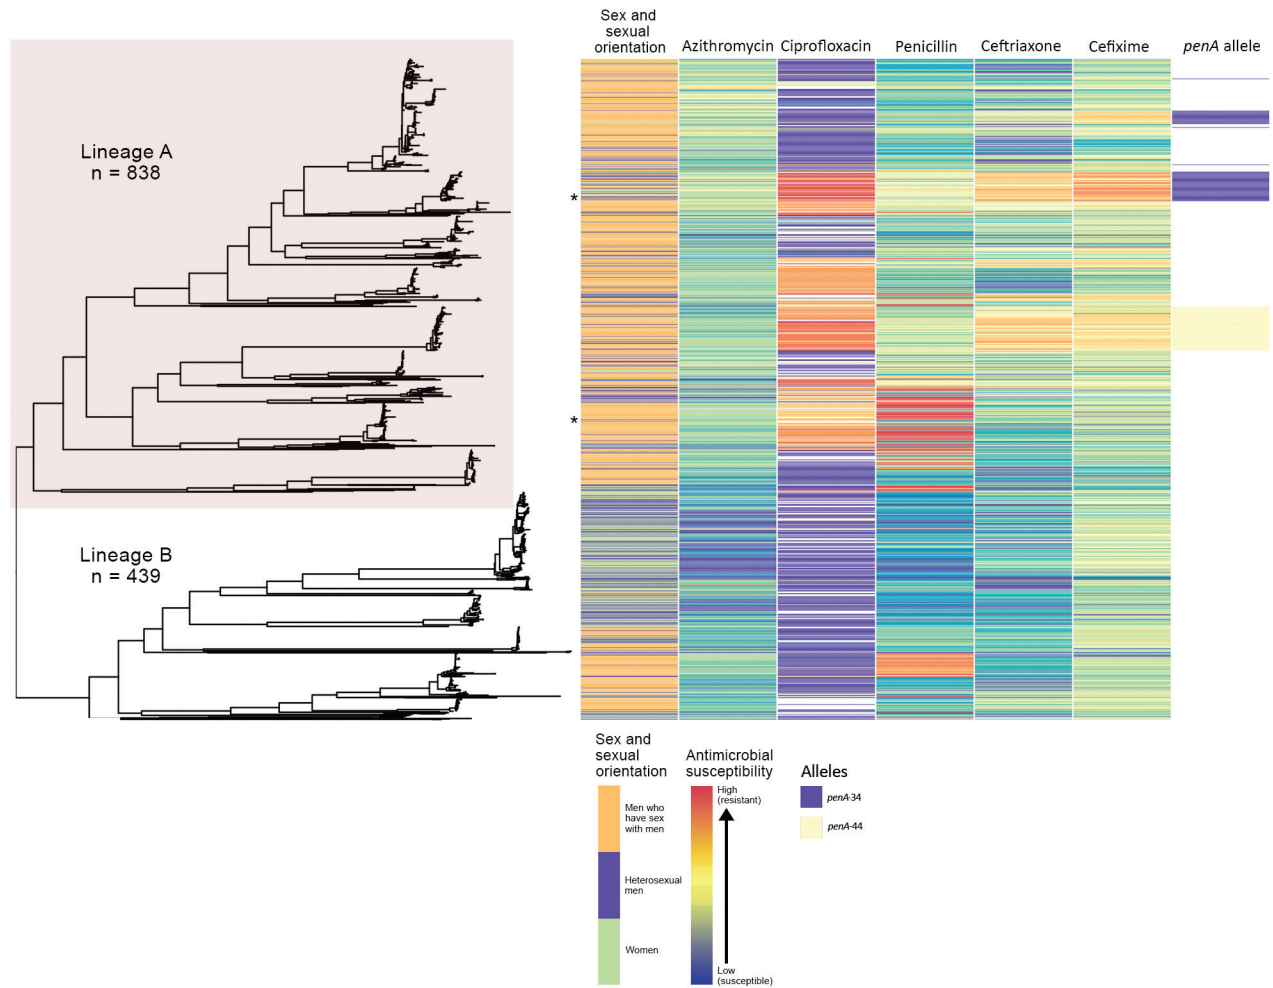 Sex and
sexual
orientation
Azithromycin
Ciprofloxacin
Penicillin
Ceftriaxone
Cefixime
penA allele
Lineage A
n = 838
*
*
Lineage B
n = 439
Sex and
sexual
orientation
Men who
have sex
with men
Heterosexual
men
Women
Antimicrobial
susceptibility
High
(resistant)
Low
(susceptible)
Alleles
penA-34
penA-44